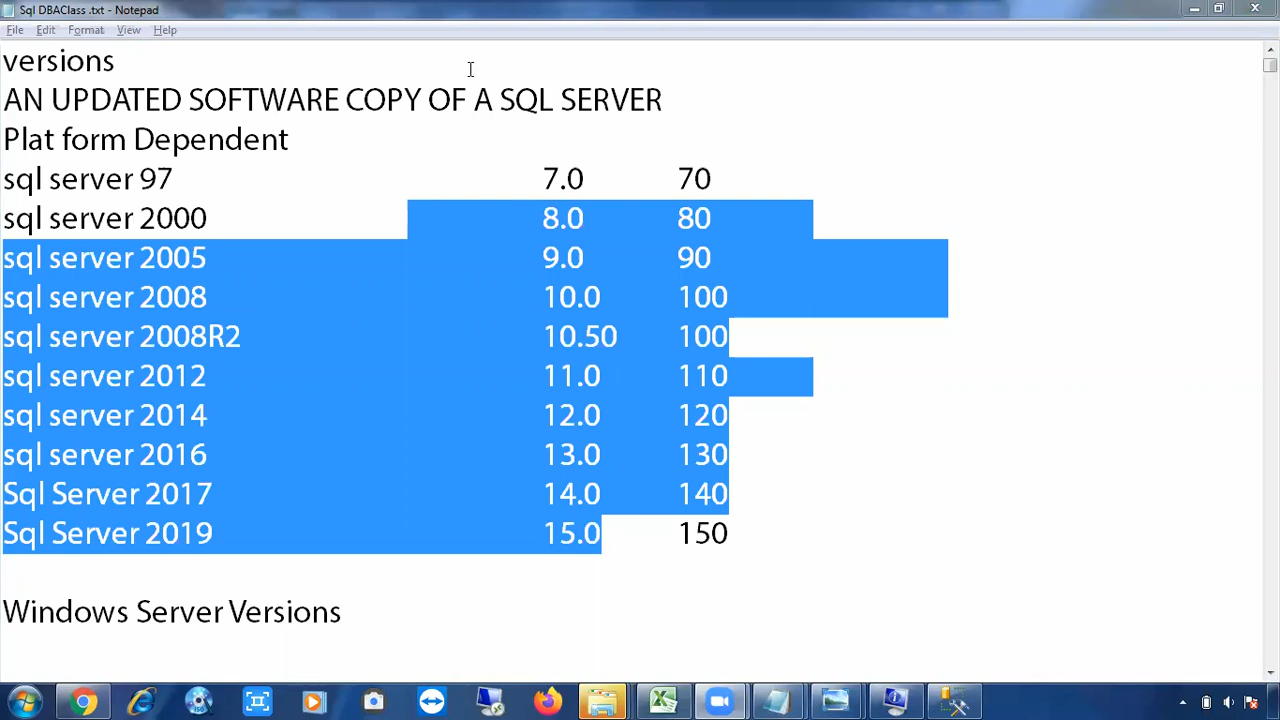 Sql DBAClass .txt - Notepad
File Edit Format View Help
versions
AN UPDATED SOFTWARE COPY OF A SQL SERVER
Plat form Dependent
sql server 97 7.0 70
sql server 2000 8.0 80
sql server 2005 9.0 90
sql server 2008 10.0 100
sql server 2008R2 10.50 100
sql server 2012 11.0 110
sql server 2014 12.0 120
sql server 2016 13.0 130
Sql Server 2017 14.0 140
Sql Server 2019 15.0 150
Windows Server Versions